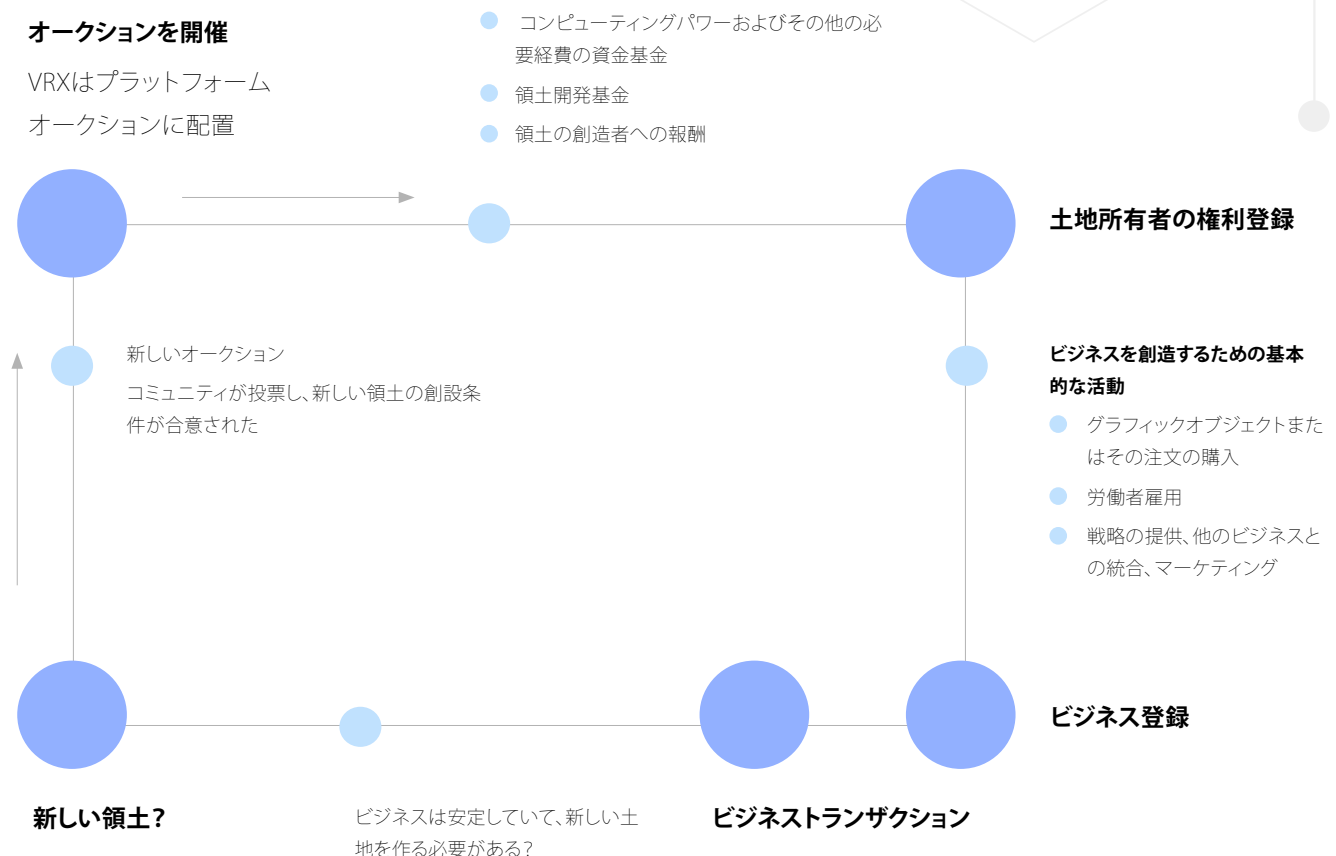 オークションを開催
VRXはプラットフォーム
オークションに配置
コンピューティングパワーおよびその他の必
要経費の資金基金
領土開発基金
領土の創造者への報酬
土地所有者の権利登録
新しいオークション
コミュニティが投票し、新しい領土の創設条
件が合意された
ビジネスを創造するための基本
的な活動
グラフィックオブジェクトまた
はその注文の購入
労働者雇用
戦略の提供、他のビジネスと
の統合、マーケティング
ビジネス登録
新しい領土？
ビジネスは安定していて、新しい土
地を作る必要がある？
ビジネストランザクション